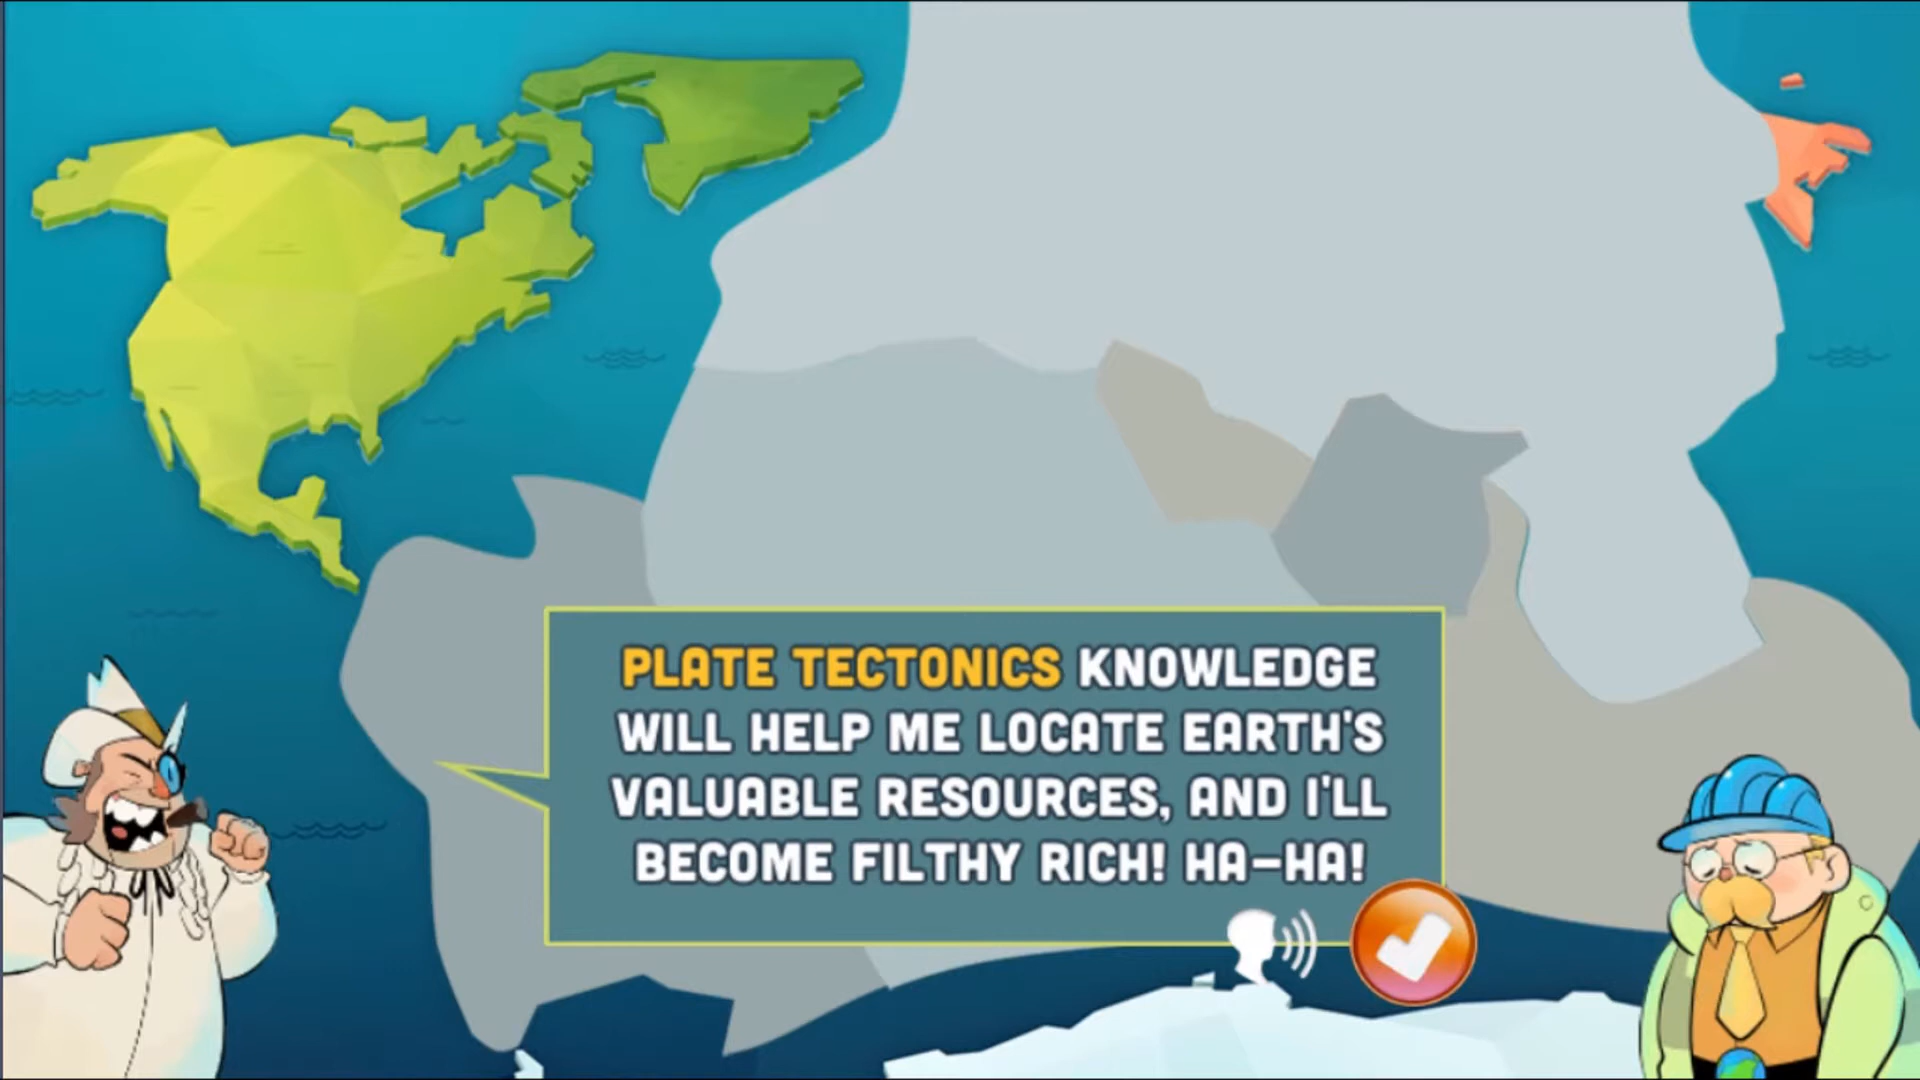 PLATE TECTONICS KNOWLEDGE
WILL HELP ME LOCATE EARTH'S
VALUABLE RESOURCES, AND I'LL
BECOME FILTHY RICH! HA-HA!